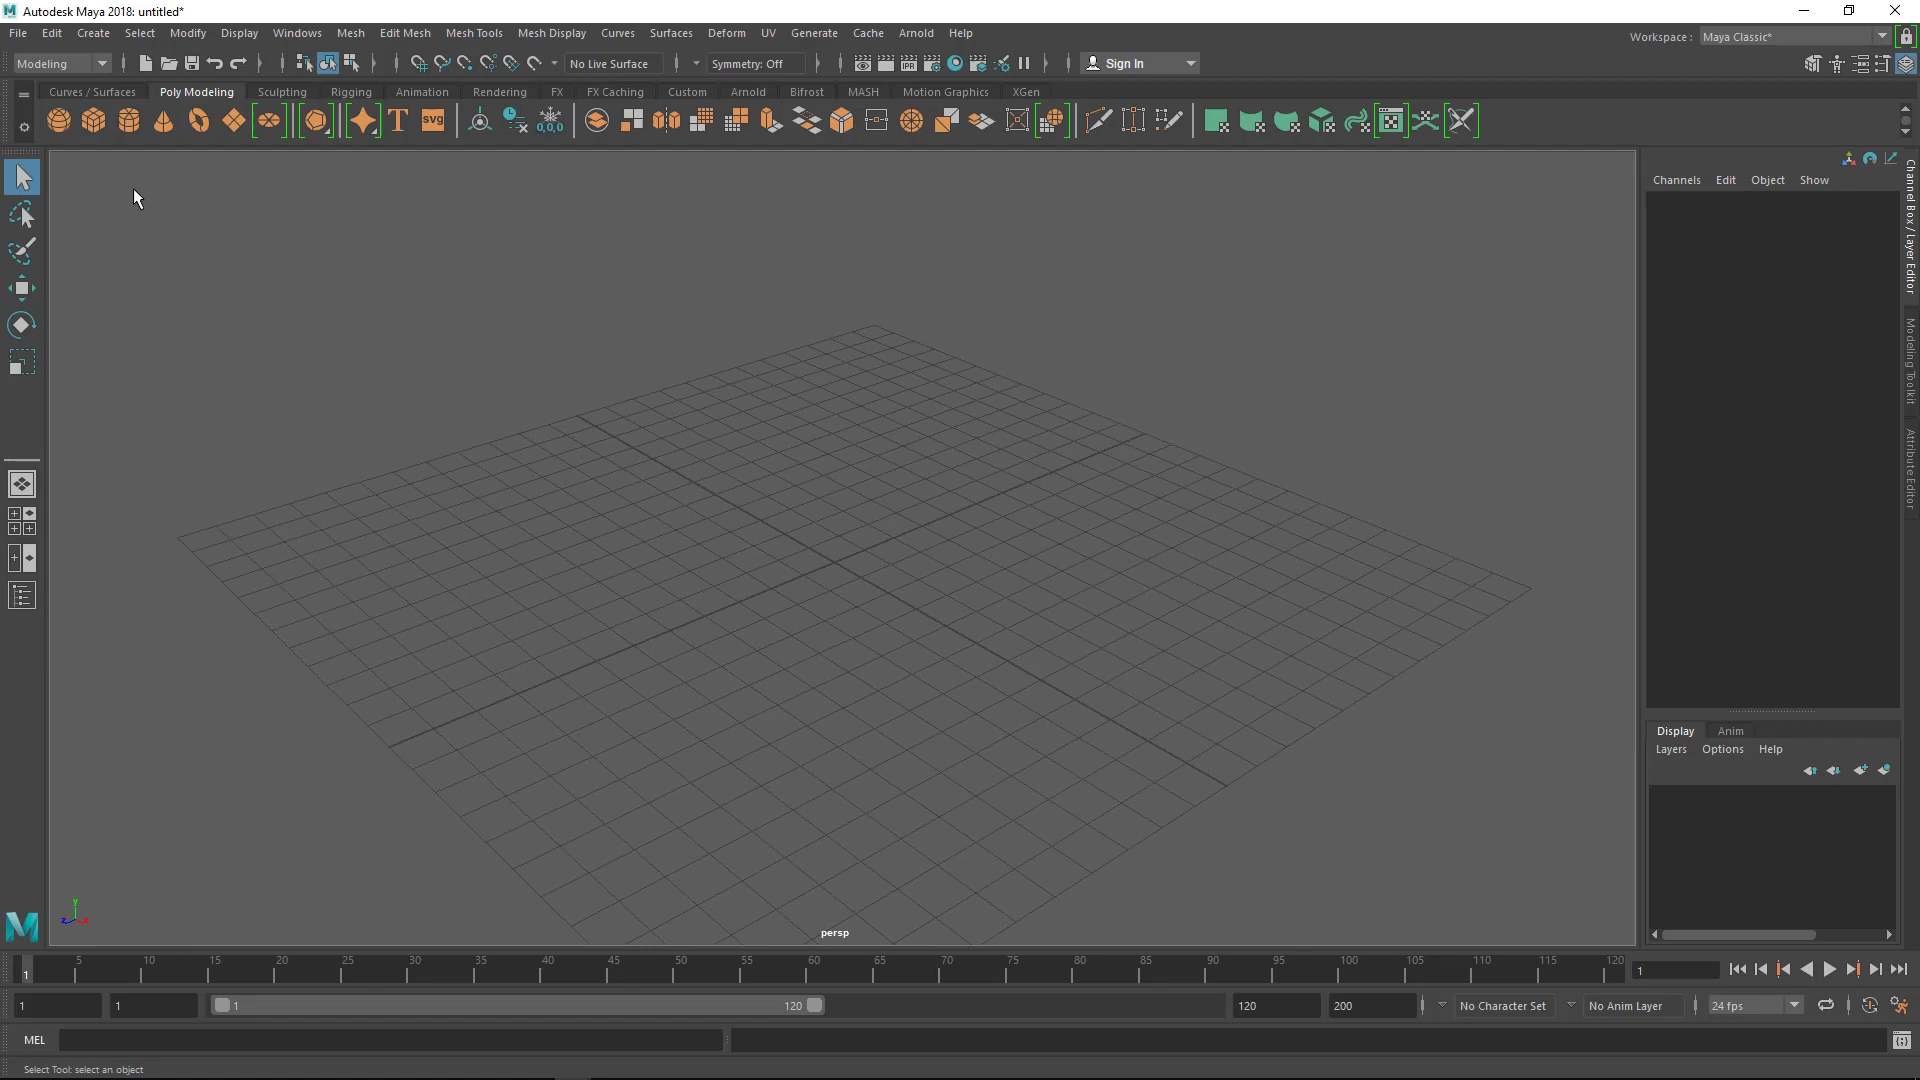 Autodesk Maya 2018: untitled*
File Edit Create Select Modify Display Windows Mesh Edit Mesh Mesh Tools Mesh Display Curves Surfaces Deform UV Generate Cache Arnold Help
Workspace : Maya Classic*
Modeling No Live Surface Symmetry: Off IPR Sign In
Curves / Surfaces Poly Modeling Sculpting Rigging Animation Rendering FX FX Caching Custom Arnold Bifrost MASH Motion Graphics XGen
T svg 0,0,0
Channels Edit Object Show
Channel Box / Layer Editor
Modeling Toolkit
Attribute Editor
Display Anim
Layers Options Help
y
z x
persp
M
5 10 15 20 25 30 35 40 45 50 55 60 65 70 75 80 85 90 95 100 105 110 115 120
1 1
1 1 1 120 120 200 No Character Set No Anim Layer 24 fps
MEL
Select Tool: select an object